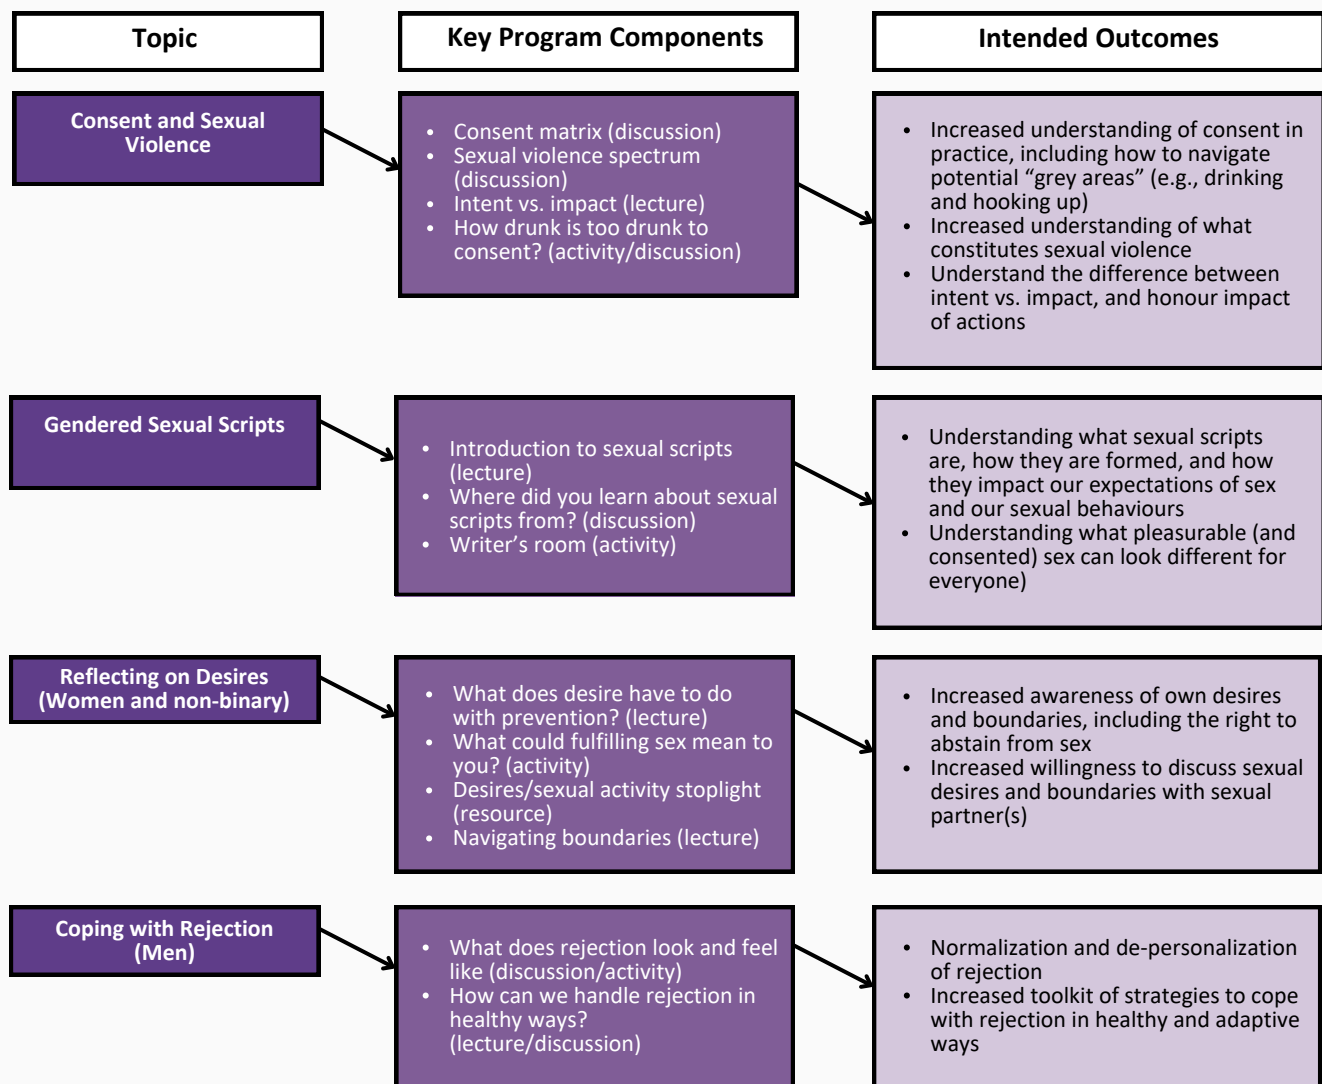 Topic
Key Program Components
Intended Outcomes
Consent and Sexual
Violence
• Consent matrix (discussion)
• Sexual violence spectrum
(discussion)
• Intent vs. impact (lecture)
• How drunk is too drunk to
consent? (activity/discussion)
• Increased understanding of consent in
practice, including how to navigate
potential “grey areas” (e.g., drinking
and hooking up)
• Increased understanding of what
constitutes sexual violence
• Understand the difference between
intent vs. impact, and honour impact
of actions
Gendered Sexual Scripts
• Introduction to sexual scripts
(lecture)
• Where did you learn about sexual
scripts from? (discussion)
• Writer’s room (activity)
• Understanding what sexual scripts
are, how they are formed, and how
they impact our expectations of sex
and our sexual behaviours
• Understanding what pleasurable (and
consented) sex can look different for
everyone)
Reflecting on Desires
(Women and non-binary)
• What does desire have to do
with prevention? (lecture)
• What could fulfilling sex mean to
you? (activity)
• Desires/sexual activity stoplight
(resource)
• Navigating boundaries (lecture)
• Increased awareness of own desires
and boundaries, including the right to
abstain from sex
• Increased willingness to discuss sexual
desires and boundaries with sexual
partner(s)
Coping with Rejection
(Men)
• What does rejection look and feel
like (discussion/activity)
• How can we handle rejection in
healthy ways?
(lecture/discussion)
• Normalization and de-personalization
of rejection
• Increased toolkit of strategies to cope
with rejection in healthy and adaptive
ways